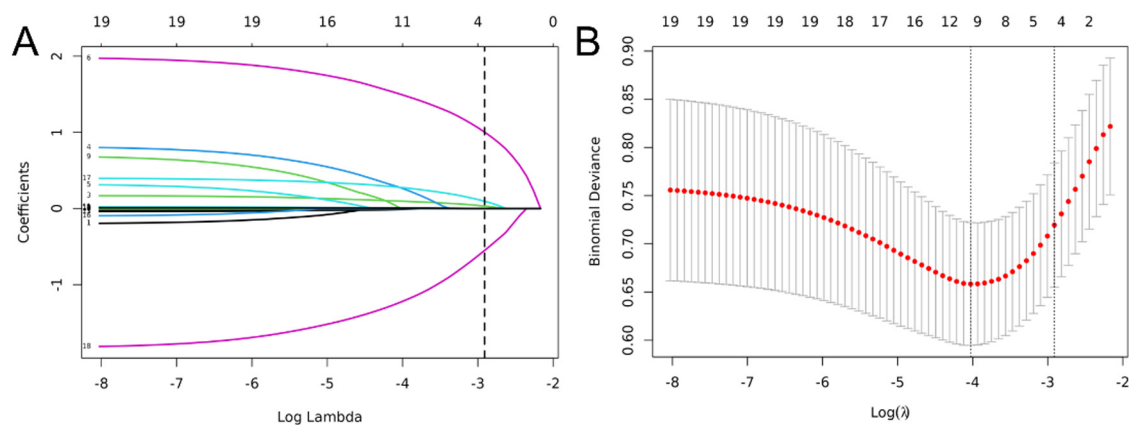 A
19 19 19 16 11 4 0
Coefficients
2
1
0
-1
6
4
9
17
5
3
16
1
18
-8 -7 -6 -5 -4 -3 -2
Log Lambda
B
19 19 19 19 18 17 16 12 9 8 5 4 2
Binomial Deviance
0.90
0.85
0.80
0.75
0.70
0.65
0.60
-8 -7 -6 -5 -4 -3 -2
Log(λ)